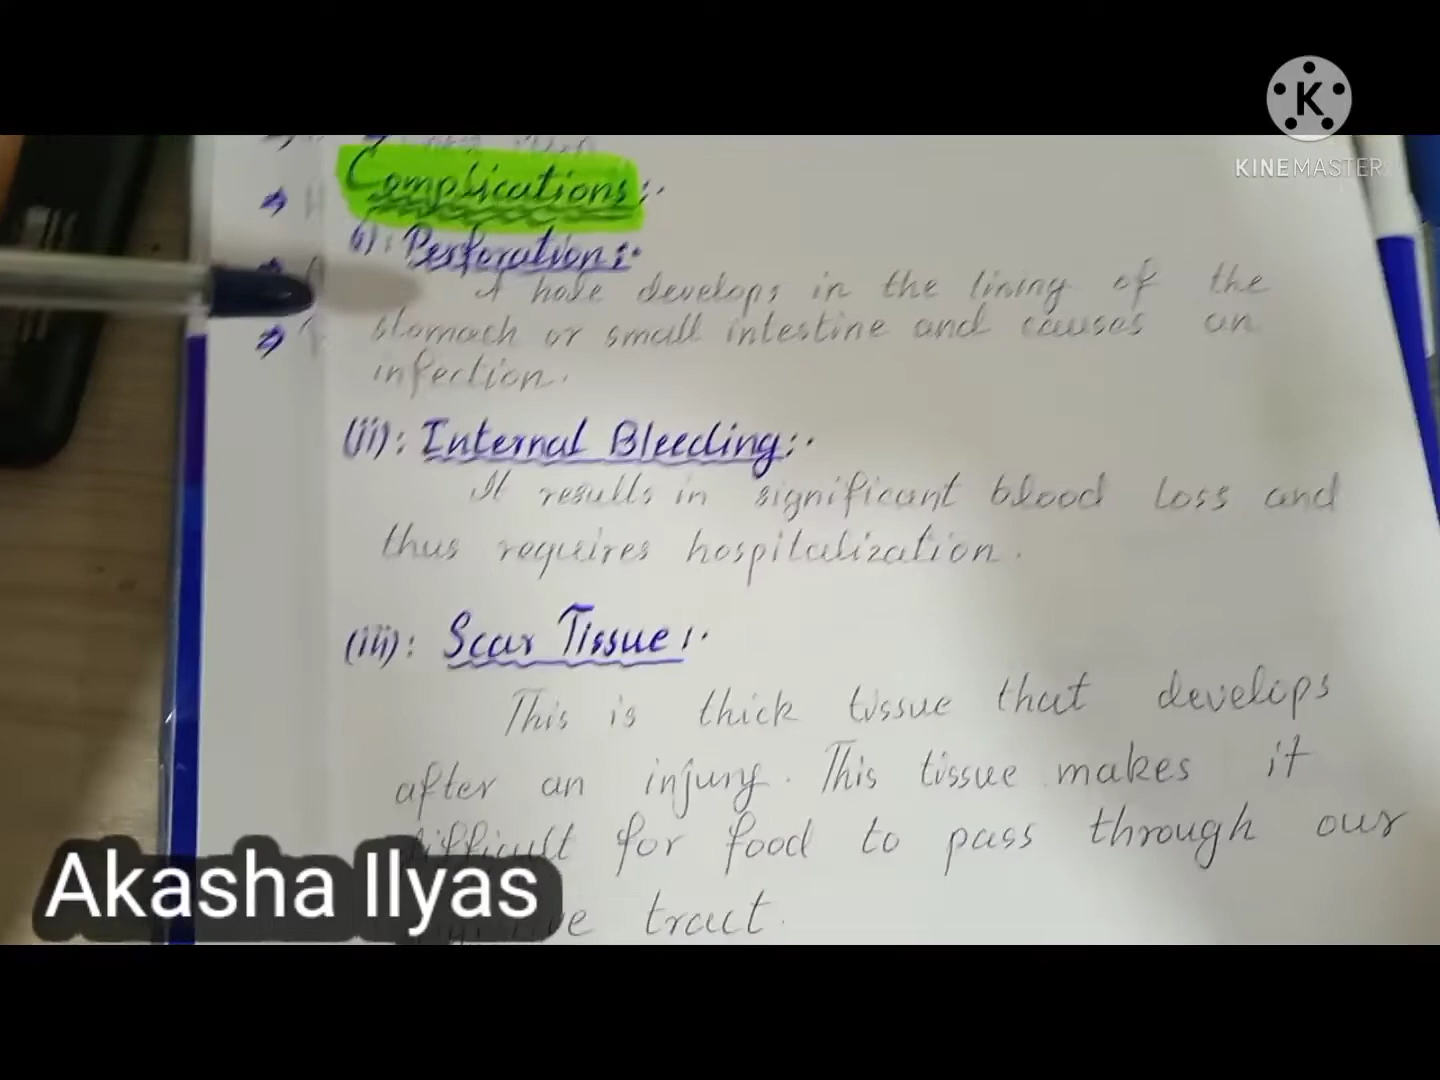 KINEMASTER
Complications:-
(i): Perforation:-
A hole develops in the lining of the
stomach or small intestine and causes an
infection.
(ii): Internal Bleeding:-
It results in significant blood loss and
thus requires hospitalization.
(iii): Scar Tissue:-
This is thick tissue that develops
after an injury. This tissue makes it
difficult for food to pass through our
tract.
Akasha Ilyas